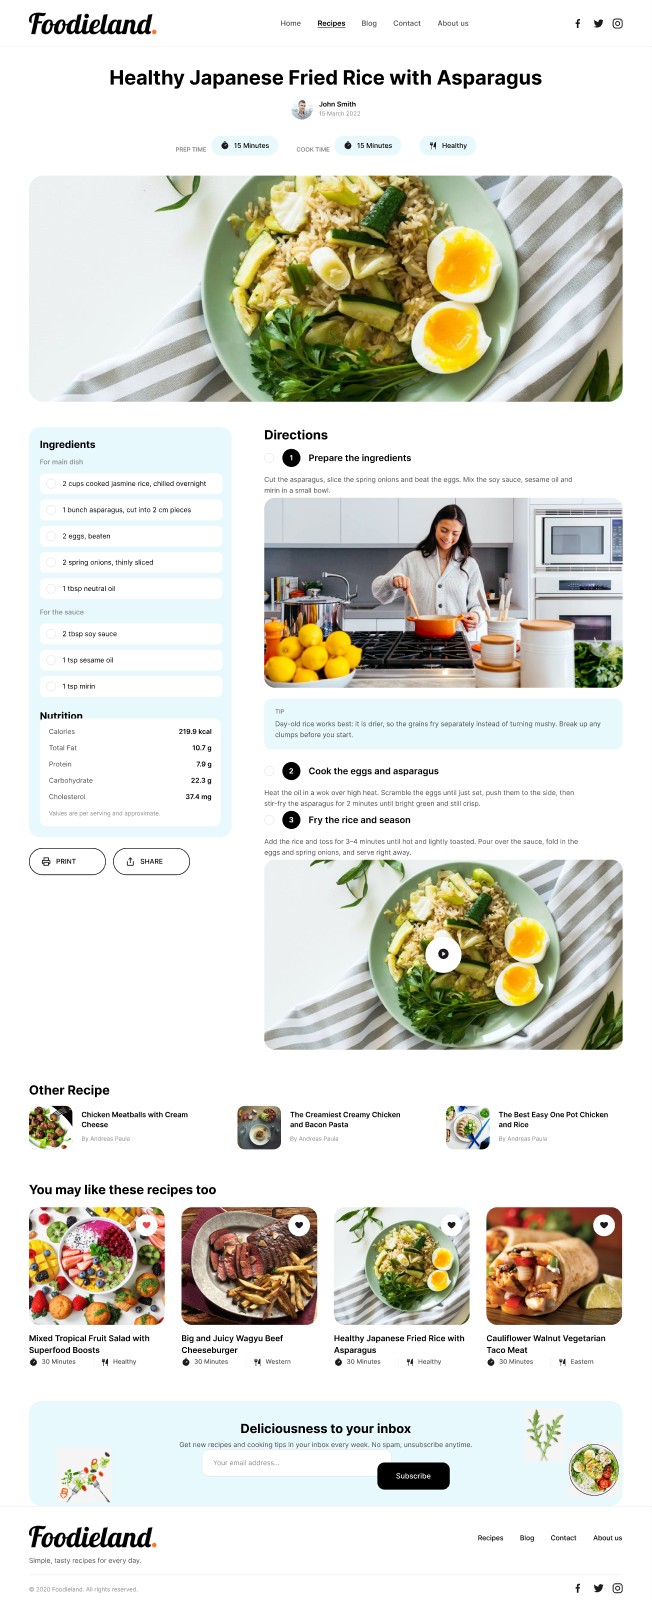 Foodieland.
Home Recipes Blog Contact About us
Healthy Japanese Fried Rice with Asparagus
John Smith
15 March 2022
PREP TIME 15 Minutes COOK TIME 15 Minutes Healthy
Ingredients
For main dish
2 cups cooked jasmine rice, chilled overnight
1 bunch asparagus, cut into 2 cm pieces
2 eggs, beaten
2 spring onions, thinly sliced
1 tbsp neutral oil
For the sauce
2 tbsp soy sauce
1 tsp sesame oil
1 tsp mirin
Nutrition
Calories 219.9 kcal
Total Fat 10.7 g
Protein 7.9 g
Carbohydrate 22.3 g
Cholesterol 37.4 mg
Values are per serving and approximate.
PRINT SHARE
Directions
1 Prepare the ingredients
Cut the asparagus, slice the spring onions and beat the eggs. Mix the soy sauce, sesame oil and
mirin in a small bowl.
TIP
Day-old rice works best: it is drier, so the grains fry separately instead of turning mushy. Break up any
clumps before you start.
2 Cook the eggs and asparagus
Heat the oil in a wok over high heat. Scramble the eggs until just set, push them to the side, then
stir-fry the asparagus for 2 minutes until bright green and still crisp.
3 Fry the rice and season
Add the rice and toss for 3–4 minutes until hot and lightly toasted. Pour over the sauce, fold in the
eggs and spring onions, and serve right away.
Other Recipe
Chicken Meatballs with Cream
Cheese
By Andreas Paula
The Creamiest Creamy Chicken
and Bacon Pasta
By Andreas Paula
The Best Easy One Pot Chicken
and Rice
By Andreas Paula
You may like these recipes too
Mixed Tropical Fruit Salad with
Superfood Boosts
30 Minutes Healthy
Big and Juicy Wagyu Beef
Cheeseburger
30 Minutes Western
Healthy Japanese Fried Rice with
Asparagus
30 Minutes Healthy
Cauliflower Walnut Vegetarian
Taco Meat
30 Minutes Eastern
Deliciousness to your inbox
Get new recipes and cooking tips in your inbox every week. No spam, unsubscribe anytime.
Your email address...
Subscribe
Foodieland.
Simple, tasty recipes for every day.
Recipes Blog Contact About us
© 2020 Foodieland. All rights reserved.